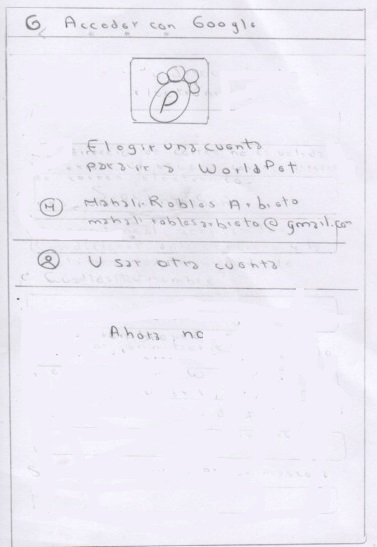 G Acceder con Google
P
Elegir una cuenta
para ir a WorldPet
M Mahali Robles Arbieto
mahali.roblesarbieto@gmail.com
Usar otra cuenta
Ahora no